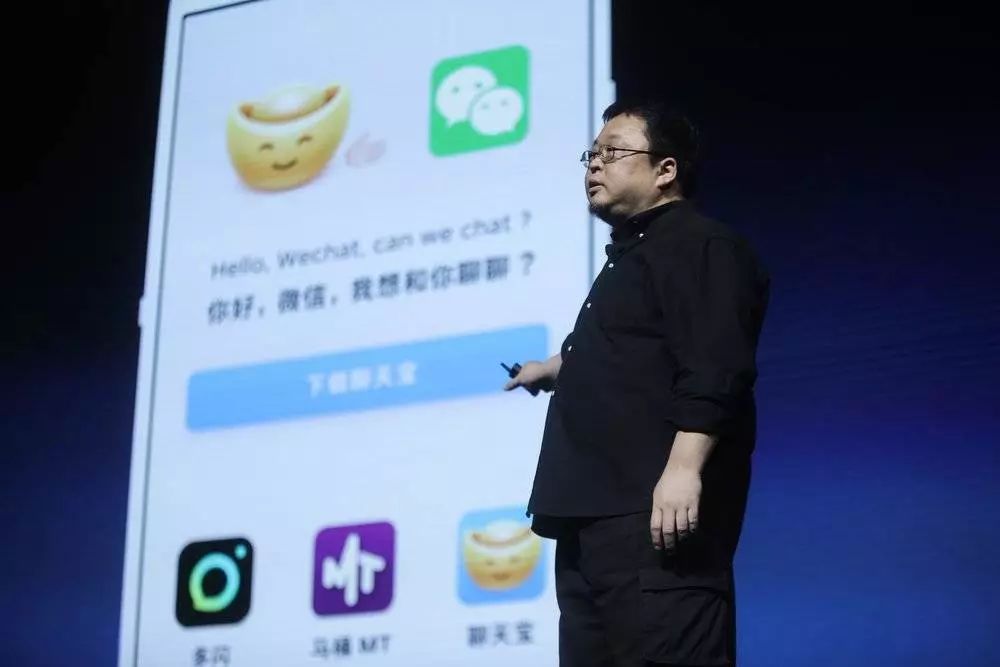 Hello, Wechat, can we chat ?
你好，微信，我想和你聊聊？
下载聊天宝
MT
多闪
马桶 MT
聊天宝